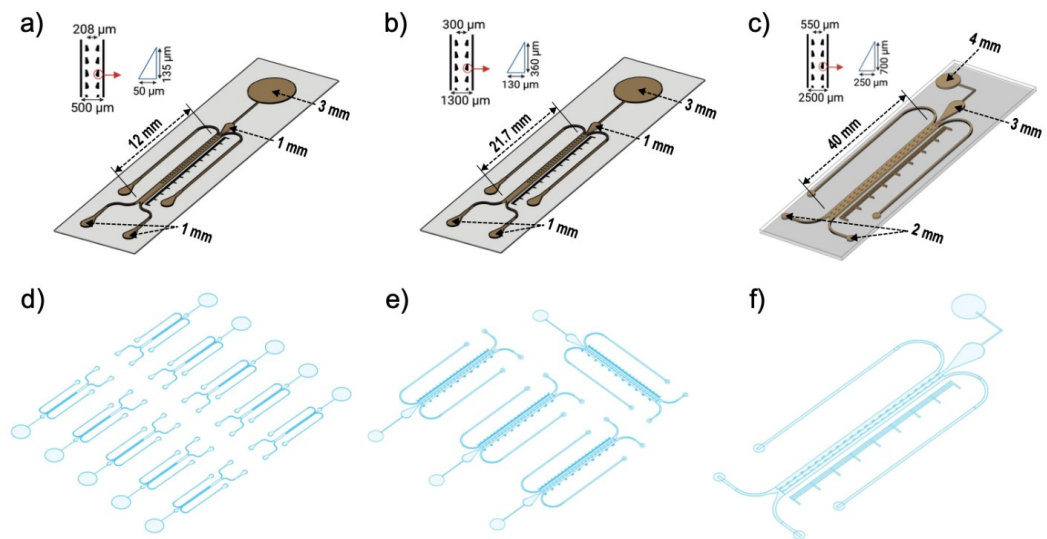 a)
208 µm
135 µm
50 µm
500 µm
12 mm
3 mm
1 mm
1 mm
b)
300 µm
360 µm
130 µm
1300 µm
21.7 mm
3 mm
1 mm
1 mm
c)
550 µm
700 µm
250 µm
2500 µm
4 mm
40 mm
3 mm
2 mm
d)
e)
f)